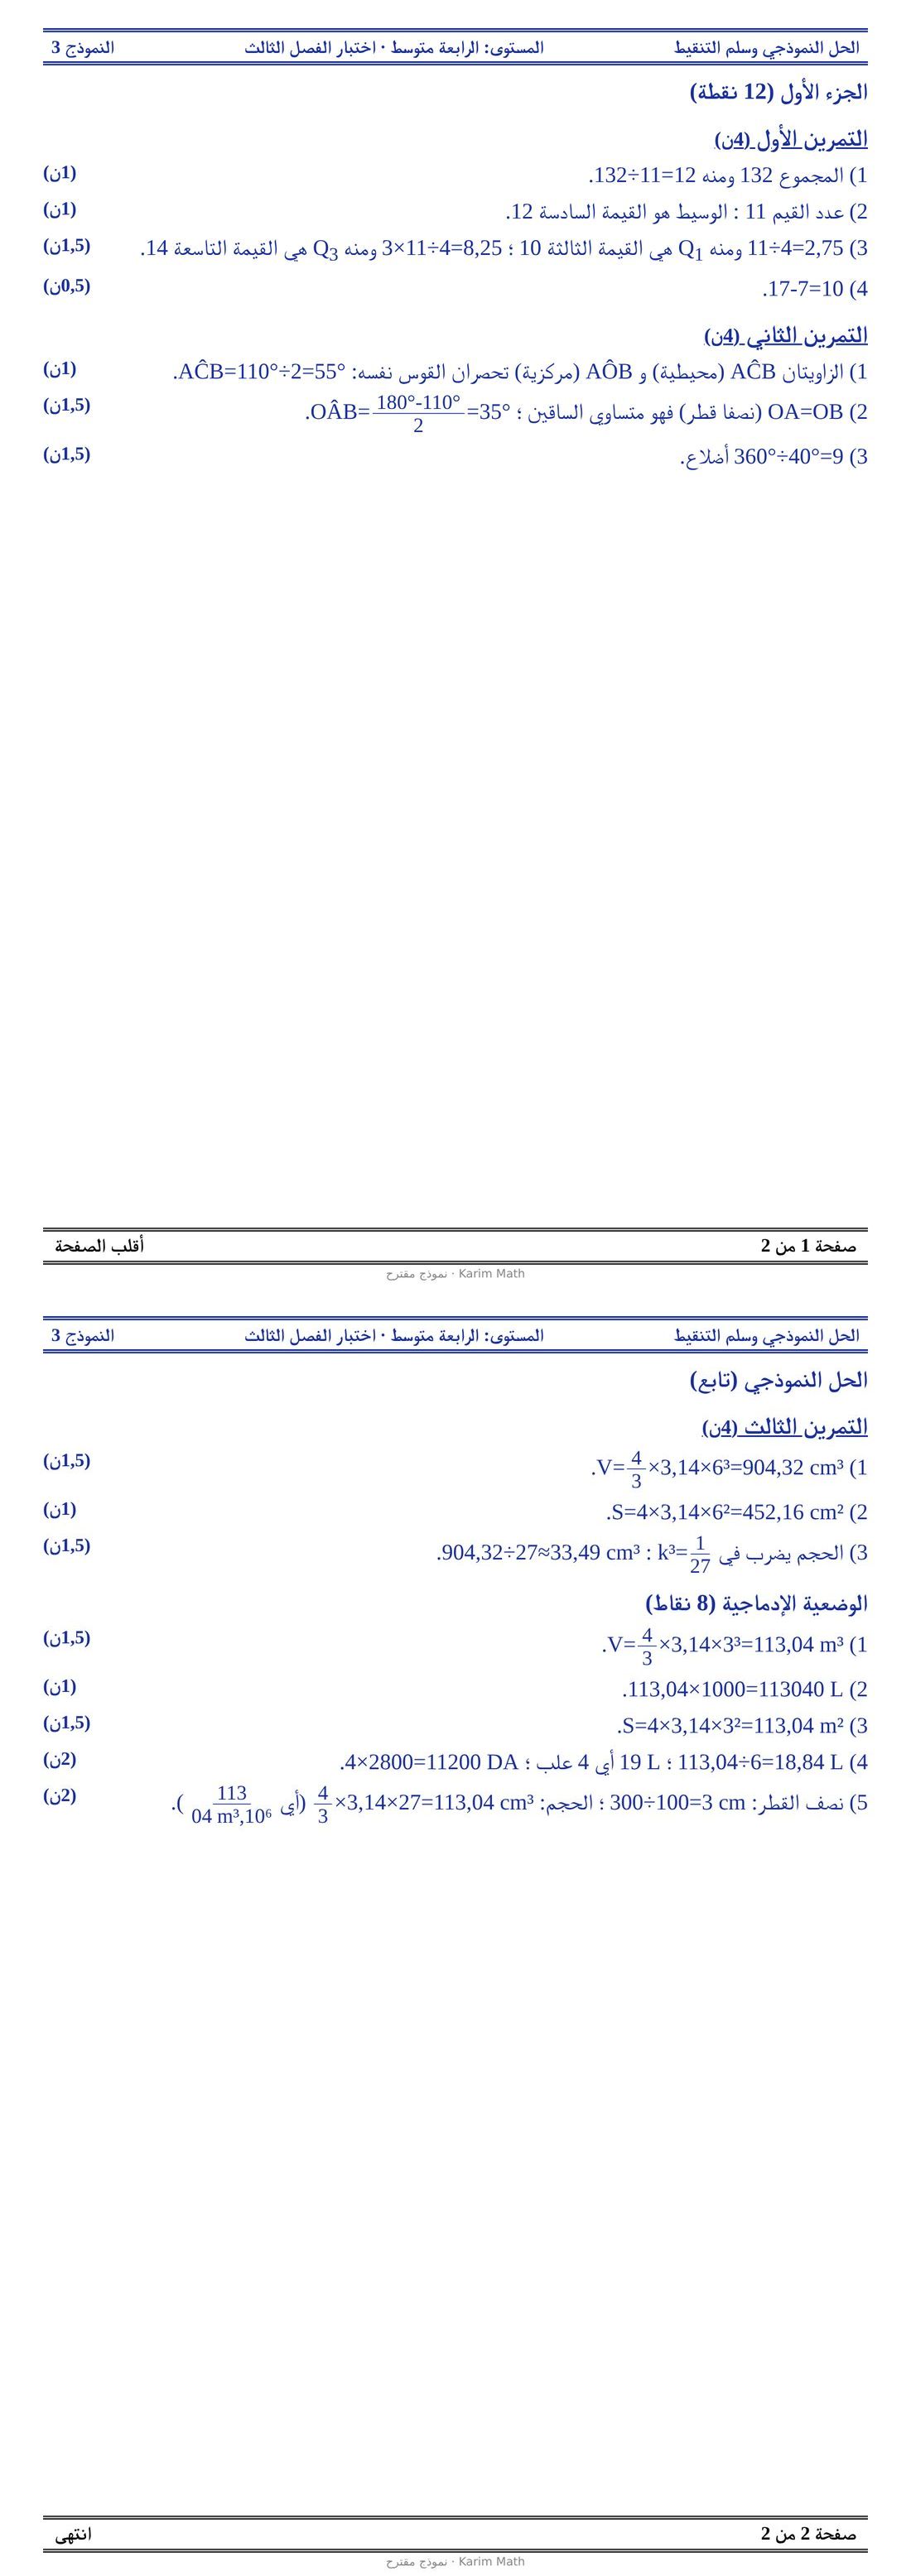 الحل النموذجي وسلم التنقيط المستوى: الرابعة متوسط · اختبار الفصل الثالث النموذج 3
الجزء الأول (12 نقطة)
التمرين الأول (4ن)
1) المجموع 132 ومنه 132÷11=12. (1ن)
2) عدد القيم 11 : الوسيط هو القيمة السادسة 12. (1ن)
3) 11÷4=2,75 ومنه Q₁ هي القيمة الثالثة 10 ؛ 3×11÷4=8,25 ومنه Q₃ هي القيمة التاسعة 14. (1,5ن)
4) 17-7=10. (0,5ن)
التمرين الثاني (4ن)
1) الزاويتان AĈB (محيطية) و AÔB (مركزية) تحصران القوس نفسه: AĈB=110°÷2=55°. (1ن)
2) OA=OB (نصفا قطر) فهو متساوي الساقين ؛ OÂB=\frac{180°-110°}{2}=35°. (1,5ن)
3) 360°÷40°=9 أضلاع. (1,5ن)
صفحة 1 من 2 أقلب الصفحة
Karim Math · نموذج مقترح
الحل النموذجي وسلم التنقيط المستوى: الرابعة متوسط · اختبار الفصل الثالث النموذج 3
الحل النموذجي (تابع)
التمرين الثالث (4ن)
1) V=\frac{4}{3}×3,14×6³=904,32 cm³. (1,5ن)
2) S=4×3,14×6²=452,16 cm². (1ن)
3) الحجم يضرب في k³=\frac{1}{27} : 904,32÷27≈33,49 cm³. (1,5ن)
الوضعية الإدماجية (8 نقاط)
1) V=\frac{4}{3}×3,14×3³=113,04 m³. (1,5ن)
2) 113,04×1000=113040 L. (1ن)
3) S=4×3,14×3²=113,04 m². (1,5ن)
4) 113,04÷6=18,84 L ؛ 19 L أي 4 علب ؛ 4×2800=11200 DA. (2ن)
5) نصف القطر: 300÷100=3 cm ؛ الحجم: \frac{4}{3}×3,14×27=113,04 cm³ (أي \frac{113}{04 m³,10⁶} ). (2ن)
صفحة 2 من 2 انتهى
Karim Math · نموذج مقترح